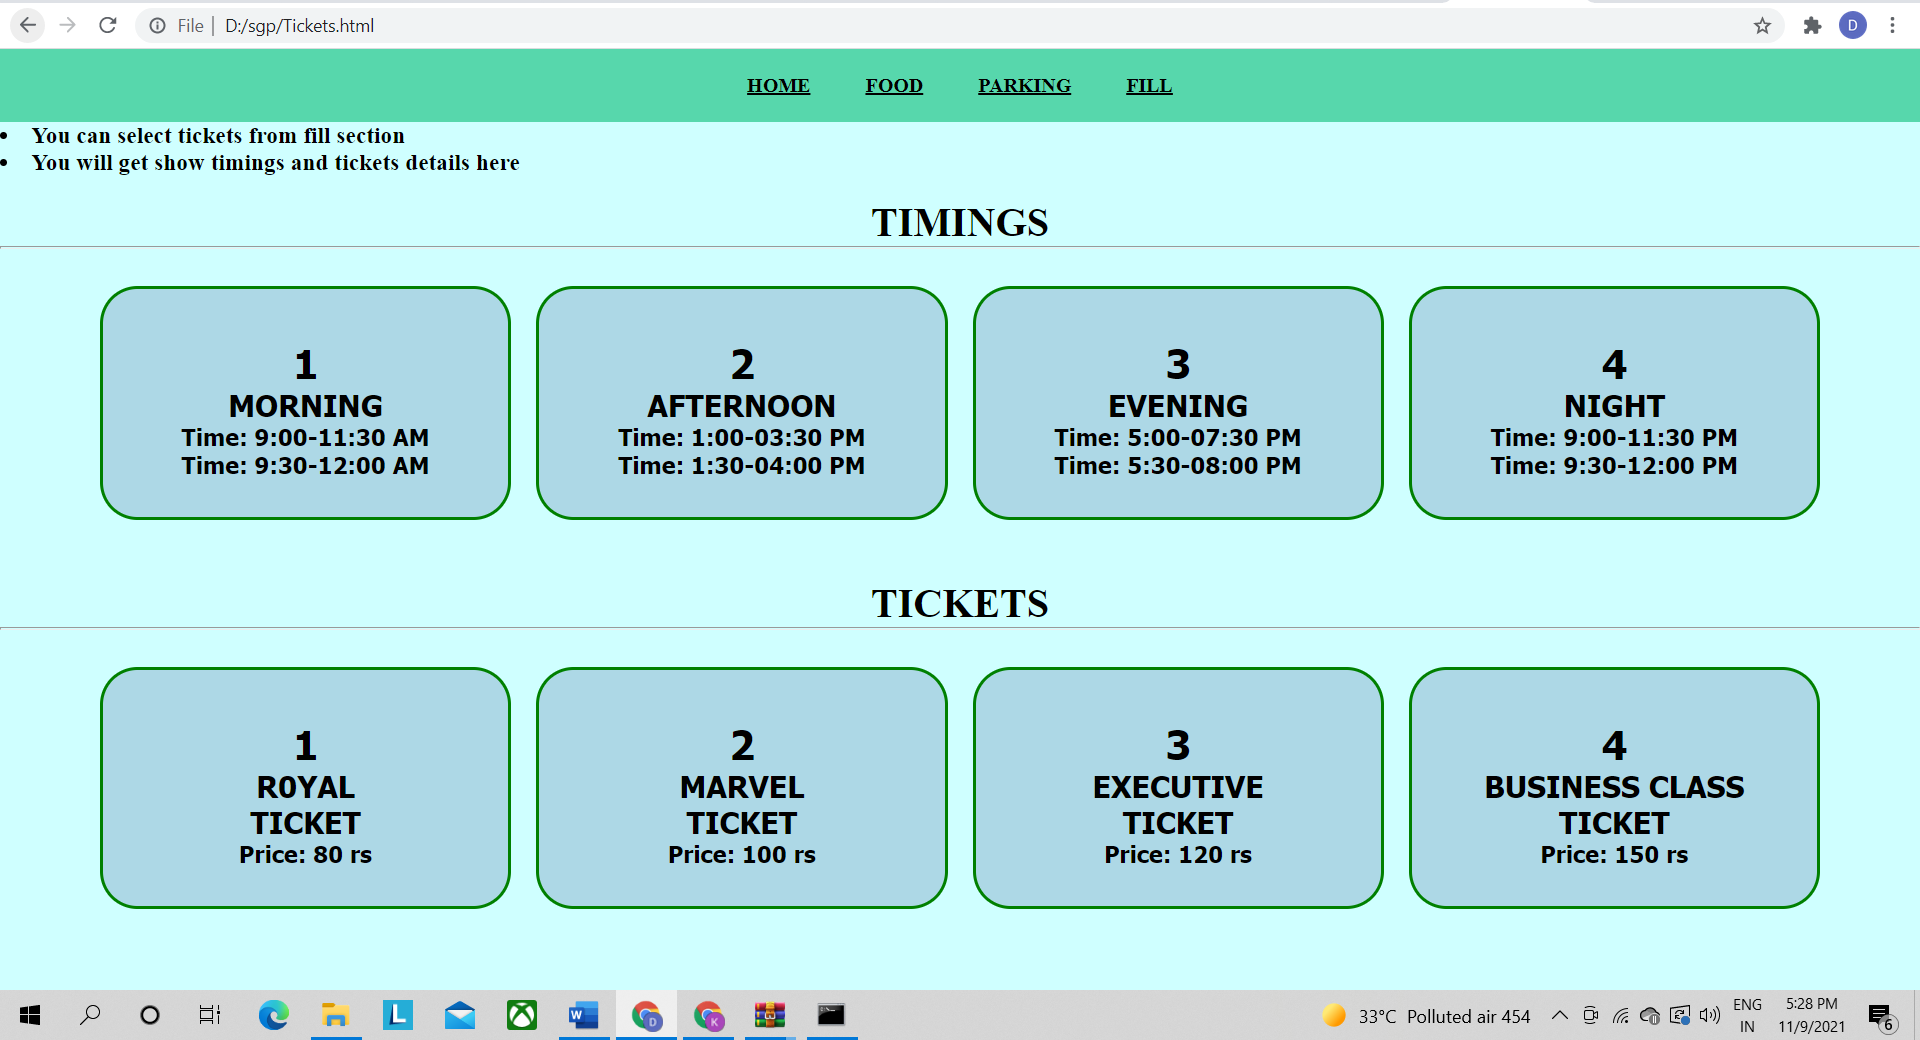 File | D:/sgp/Tickets.html
D
HOME FOOD PARKING FILL
• You can select tickets from fill section
• You will get show timings and tickets details here
TIMINGS
1
MORNING
Time: 9:00-11:30 AM
Time: 9:30-12:00 AM
2
AFTERNOON
Time: 1:00-03:30 PM
Time: 1:30-04:00 PM
3
EVENING
Time: 5:00-07:30 PM
Time: 5:30-08:00 PM
4
NIGHT
Time: 9:00-11:30 PM
Time: 9:30-12:00 PM
TICKETS
1
R0YAL
TICKET
Price: 80 rs
2
MARVEL
TICKET
Price: 100 rs
3
EXECUTIVE
TICKET
Price: 120 rs
4
BUSINESS CLASS
TICKET
Price: 150 rs
L
W
D
K
33°C Polluted air 454
ENG
IN
5:28 PM
11/9/2021
6